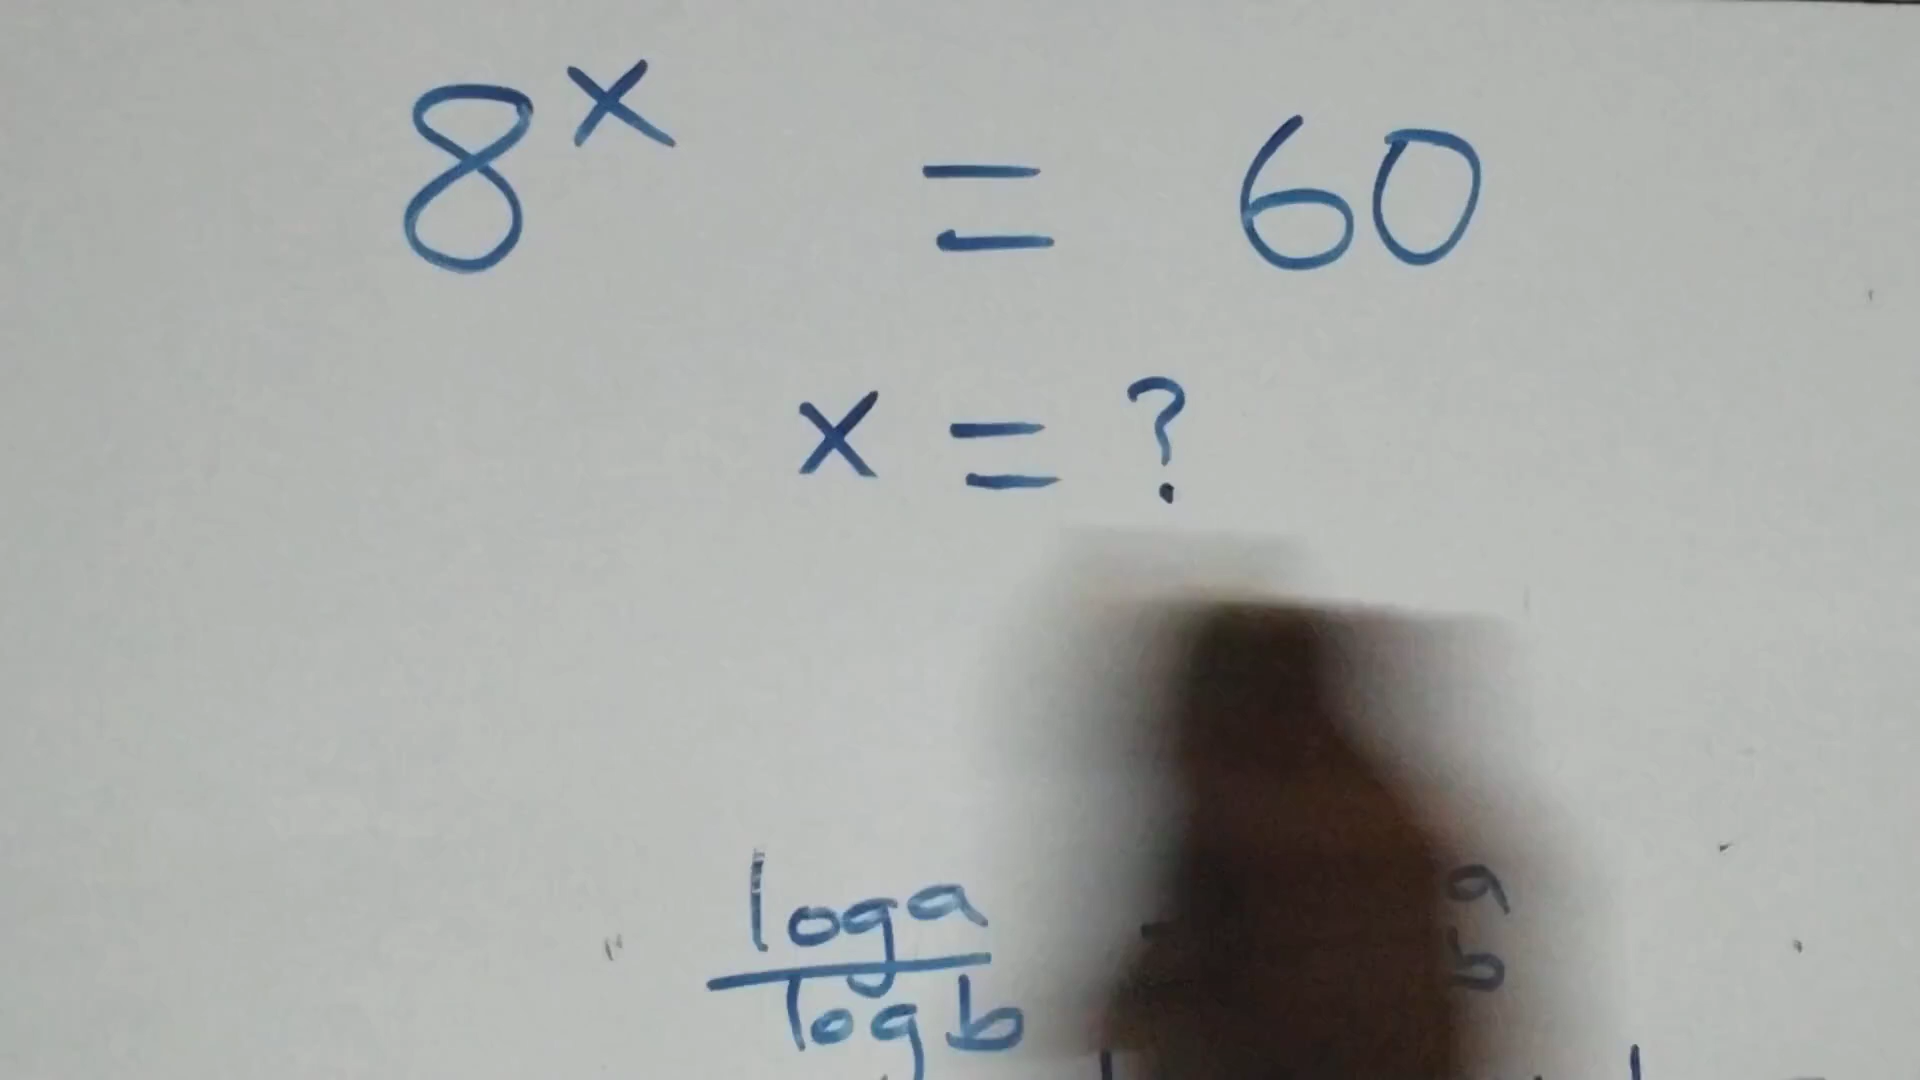 8^x = 60
x = ?
log a a
log b b